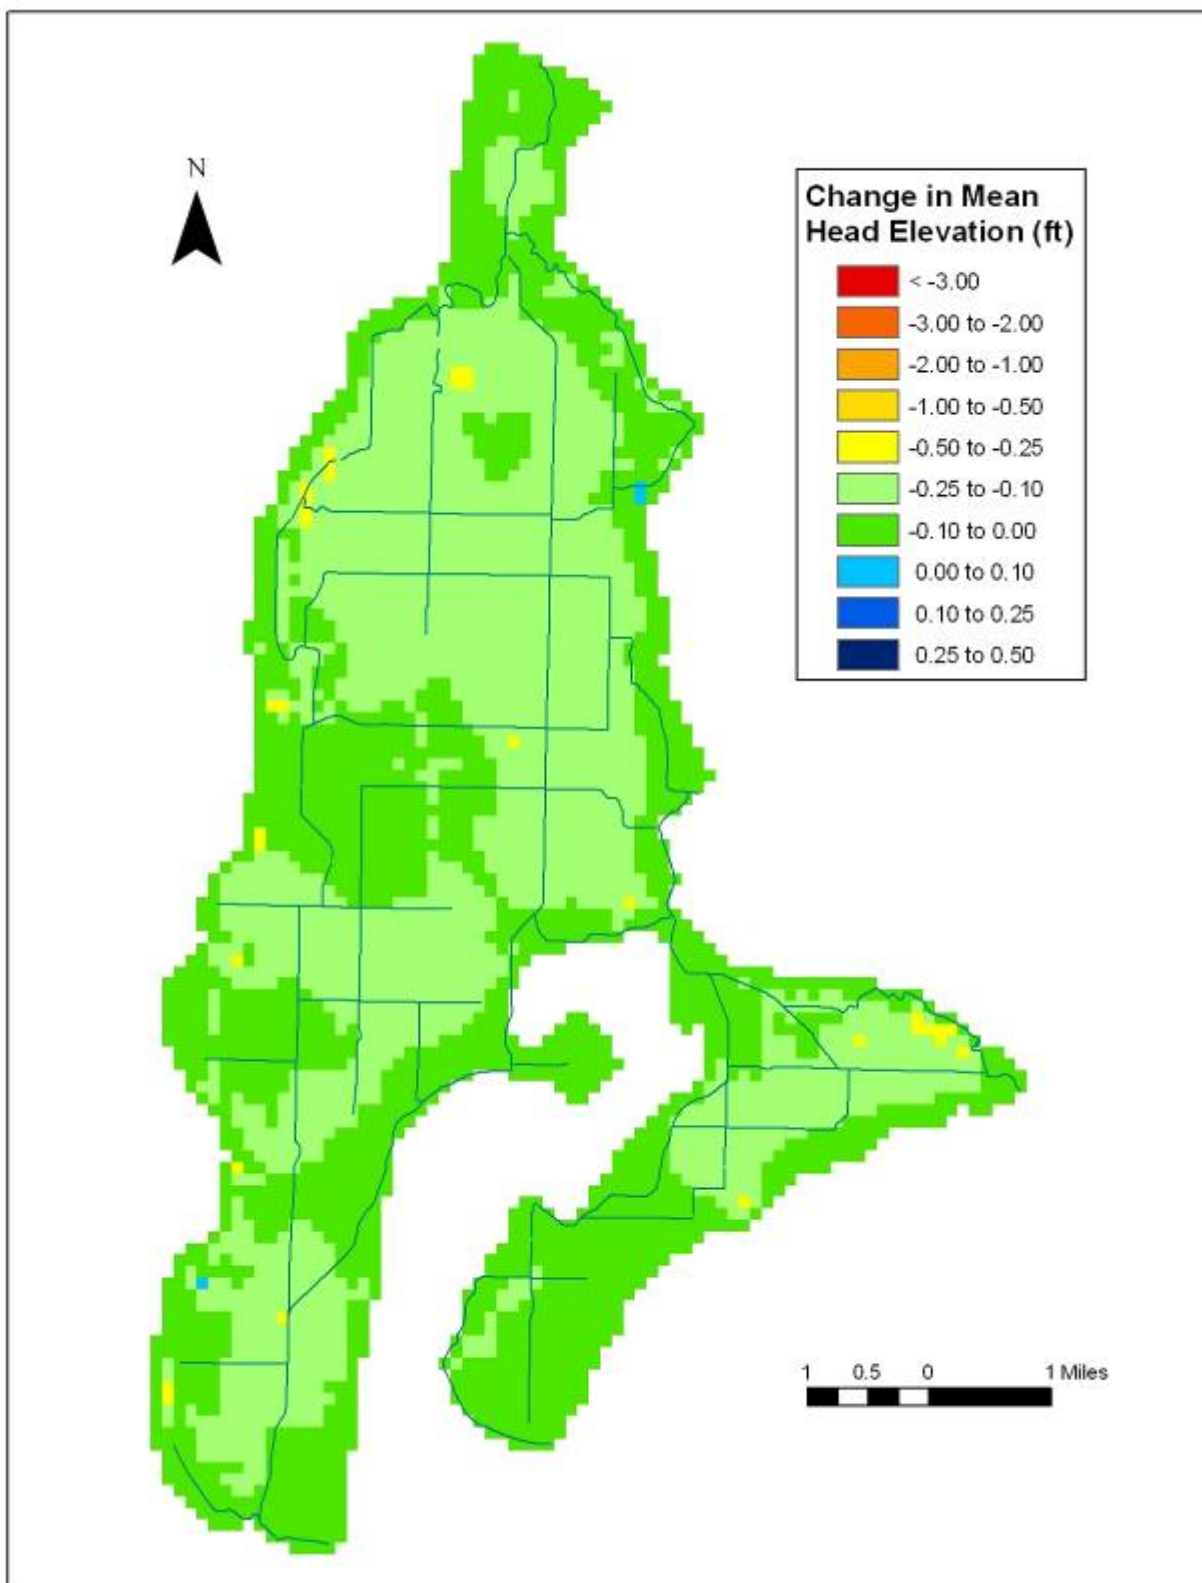 N
Change in Mean
Head Elevation (ft)
< -3.00
-3.00 to -2.00
-2.00 to -1.00
-1.00 to -0.50
-0.50 to -0.25
-0.25 to -0.10
-0.10 to 0.00
0.00 to 0.10
0.10 to 0.25
0.25 to 0.50
1 0.5 0 1 Miles